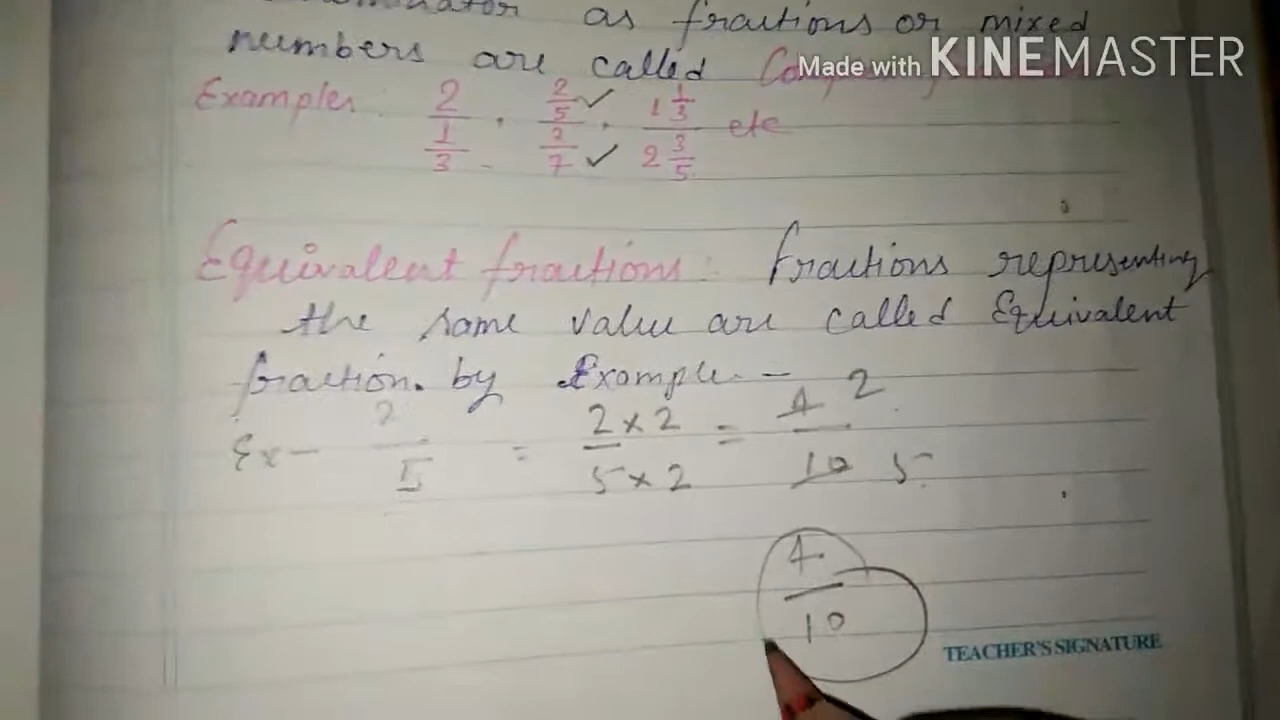 as fractions or mixed
numbers are called
Made with KINEMASTER
Examples. 2/(1/3), (2/5)/(2/7) ✓ ✓, (1 1/3)/(2 3/5) etc
Equivalent fractions: Fractions representing
the same value are called Equivalent
fraction. by Example. -
Ex- 2/5 = 2×2/5×2 = 4/10 2/5
4/10
TEACHER'S SIGNATURE